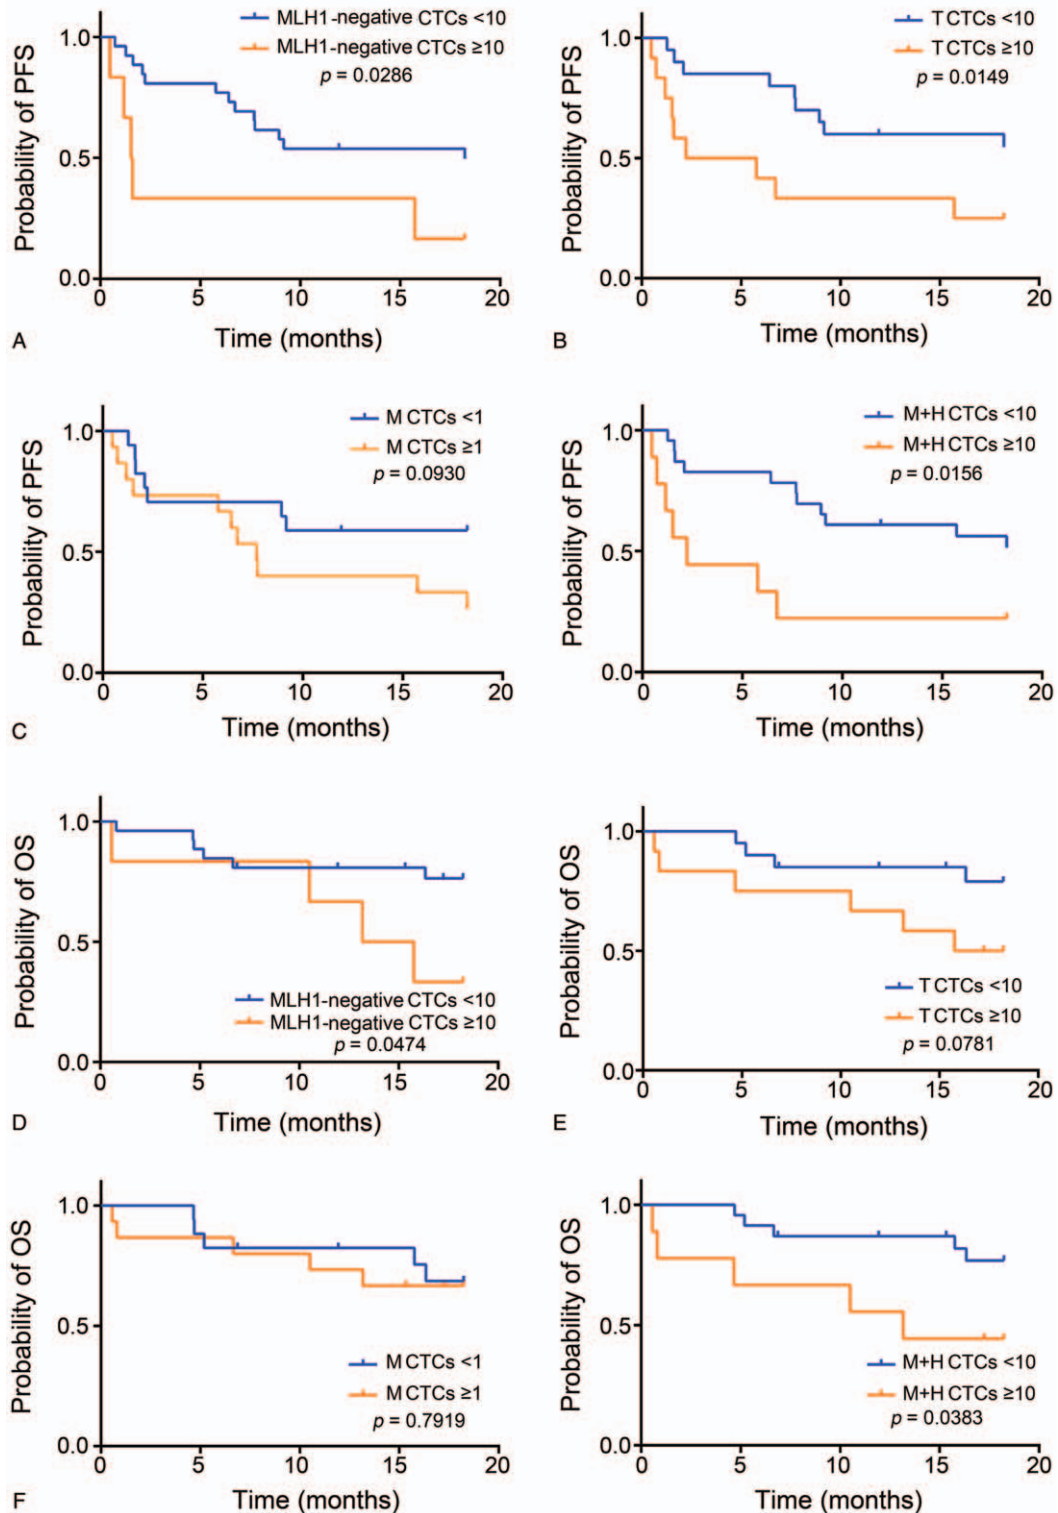 MLH1-negative CTCs <10
MLH1-negative CTCs ≥10
p = 0.0286
Probability of PFS
1.0
0.5
0.0
0 5 10 15 20
Time (months)
A
T CTCs <10
T CTCs ≥10
p = 0.0149
Probability of PFS
1.0
0.5
0.0
0 5 10 15 20
Time (months)
B
M CTCs <1
M CTCs ≥1
p = 0.0930
Probability of PFS
1.0
0.5
0.0
0 5 10 15 20
Time (months)
C
M+H CTCs <10
M+H CTCs ≥10
p = 0.0156
Probability of PFS
1.0
0.5
0.0
0 5 10 15 20
Time (months)
Probability of OS
1.0
0.5
0.0
MLH1-negative CTCs <10
MLH1-negative CTCs ≥10
p = 0.0474
0 5 10 15 20
Time (months)
D
Probability of OS
1.0
0.5
0.0
T CTCs <10
T CTCs ≥10
p = 0.0781
0 5 10 15 20
Time (months)
E
Probability of OS
1.0
0.5
0.0
M CTCs <1
M CTCs ≥1
p = 0.7919
0 5 10 15 20
Time (months)
F
Probability of OS
1.0
0.5
0.0
M+H CTCs <10
M+H CTCs ≥10
p = 0.0383
0 5 10 15 20
Time (months)